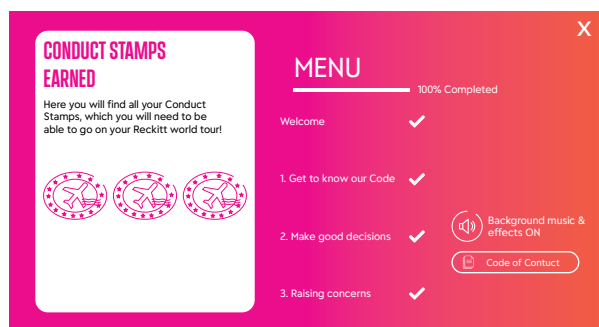 X
CONDUCT STAMPS
EARNED
Here you will find all your Conduct
Stamps, which you will need to be
able to go on your Reckitt world tour!
MENU
100% Completed
Welcome
1. Get to know our Code
2. Make good decisions
3. Raising concerns
Background music &
effects ON
Code of Contuct